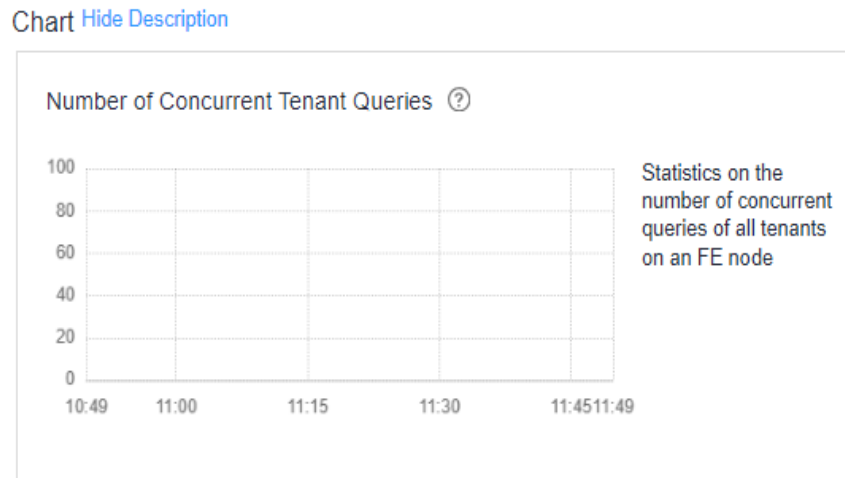 Chart Hide Description
Number of Concurrent Tenant Queries ?
100
80
60
40
20
0
10:49 11:00 11:15 11:30 11:45 11:49
Statistics on the
number of concurrent
queries of all tenants
on an FE node